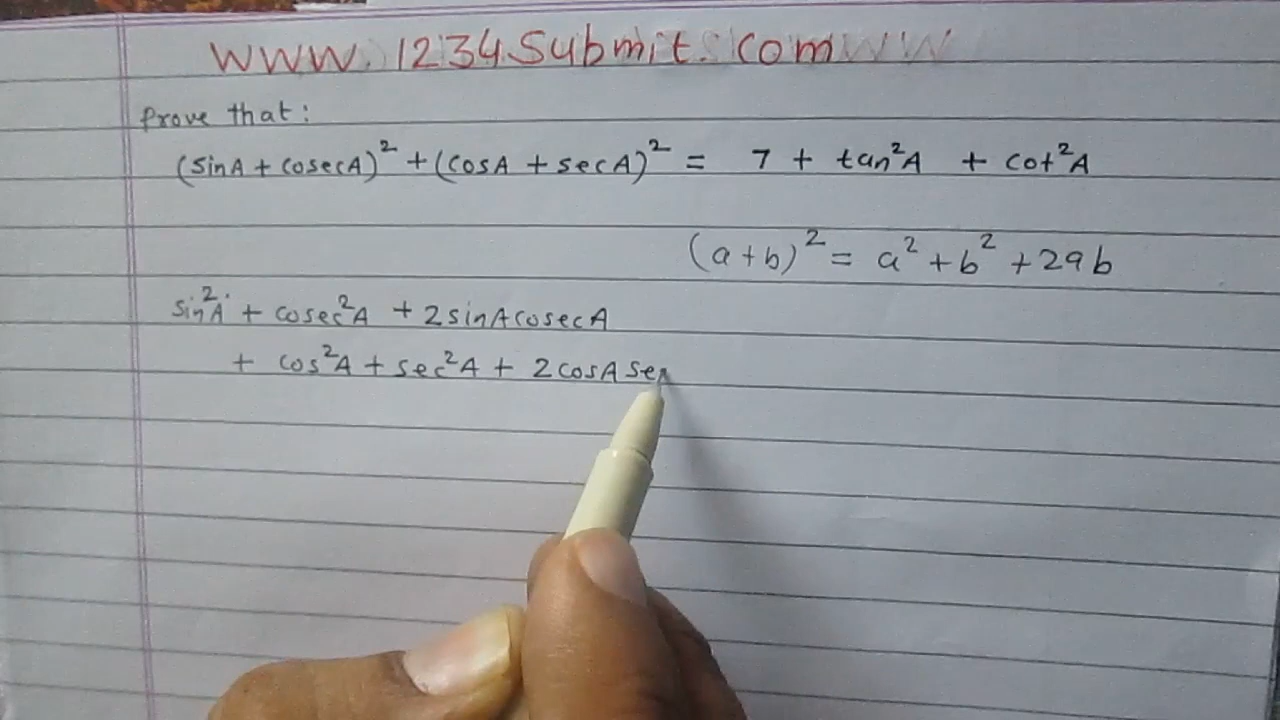 www.1234Submit.com
Prove that:
(sinA + cosecA)² + (cosA + secA)² = 7 + tan²A + cot²A
(a+b)² = a² + b² + 2ab
sin²A + cosec²A + 2sinAcosecA
+ cos²A + sec²A + 2cosA se